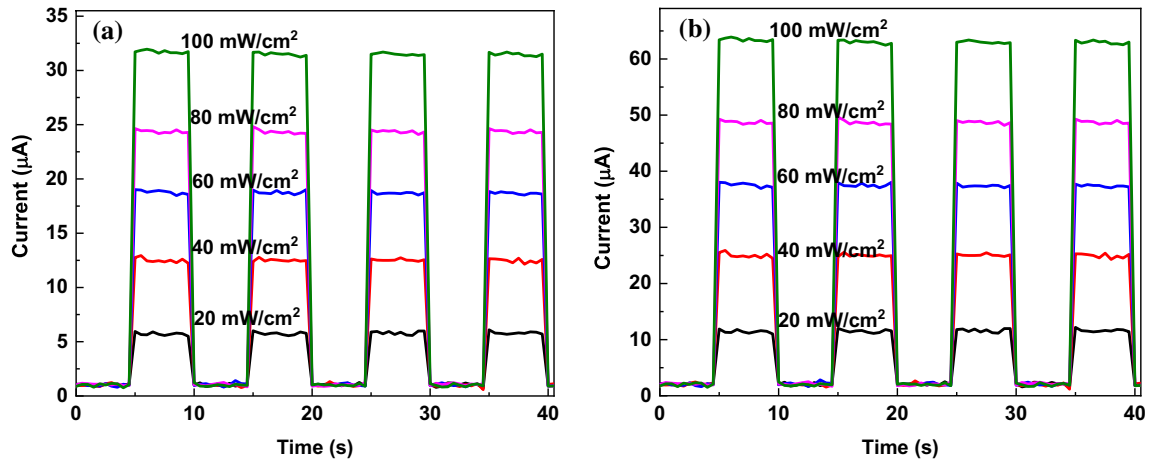 (a)
100 mW/cm²
80 mW/cm²
60 mW/cm²
40 mW/cm²
20 mW/cm²
35
30
25
20
15
10
5
0
Current (μA)
0 10 20 30 40
Time (s)
(b)
100 mW/cm²
80 mW/cm²
60 mW/cm²
40 mW/cm²
20 mW/cm²
60
50
40
30
20
10
0
Current (μA)
0 10 20 30 40
Time (s)